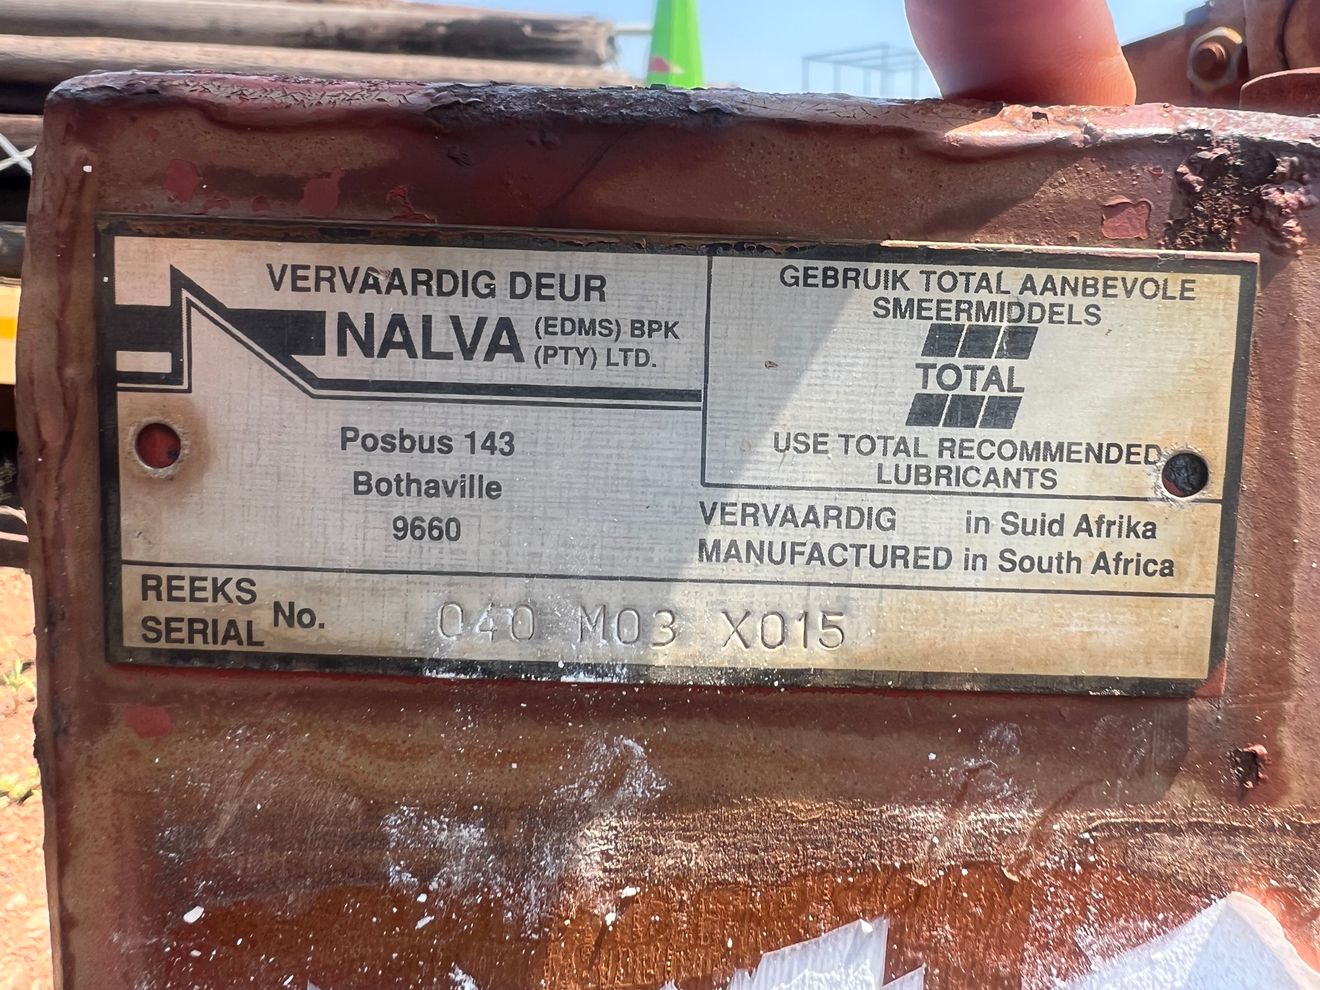 VERVAARDIG DEUR
NALVA (EDMS) BPK
(PTY) LTD.
Posbus 143
Bothaville
9660
GEBRUIK TOTAL AANBEVOLE
SMEERMIDDELS
TOTAL
USE TOTAL RECOMMENDED
LUBRICANTS
VERVAARDIG in Suid Afrika
MANUFACTURED in South Africa
REEKS
SERIAL No. 040 M03 X015